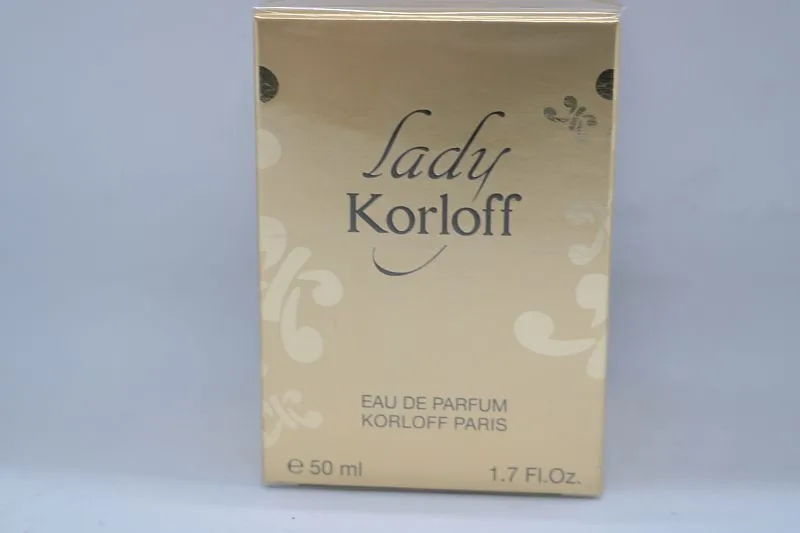 lady
Korloff
EAU DE PARFUM
KORLOFF PARIS
℮ 50 ml
1.7 Fl.Oz.